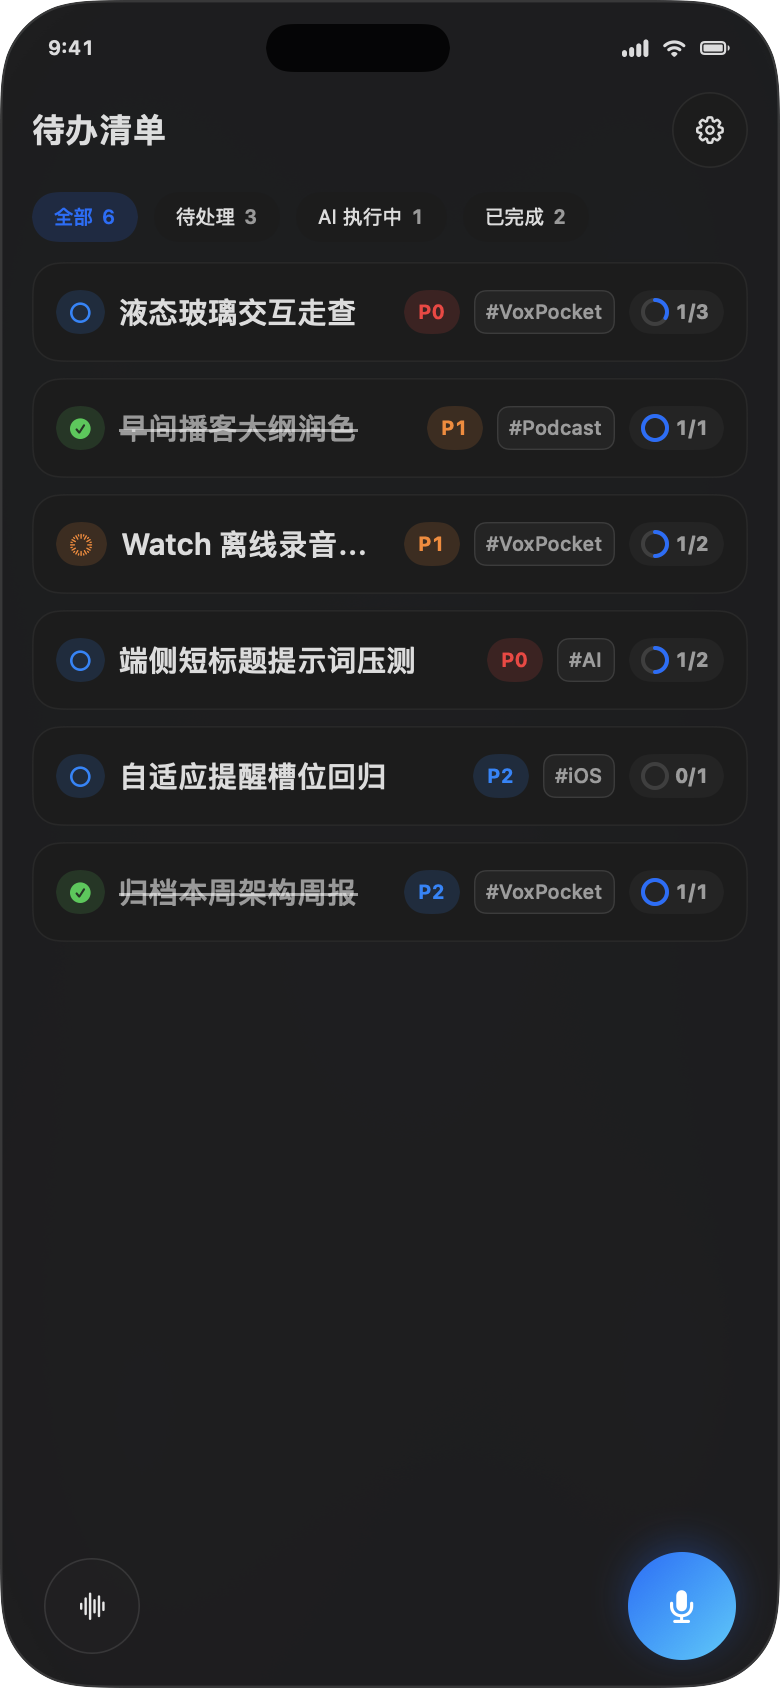 9:41
待办清单
全部 6 待处理 3 AI 执行中 1 已完成 2
液态玻璃交互走查 P0 #VoxPocket 1/3
早间播客大纲润色 P1 #Podcast 1/1
Watch 离线录音... P1 #VoxPocket 1/2
端侧短标题提示词压测 P0 #AI 1/2
自适应提醒槽位回归 P2 #iOS 0/1
归档本周架构周报 P2 #VoxPocket 1/1